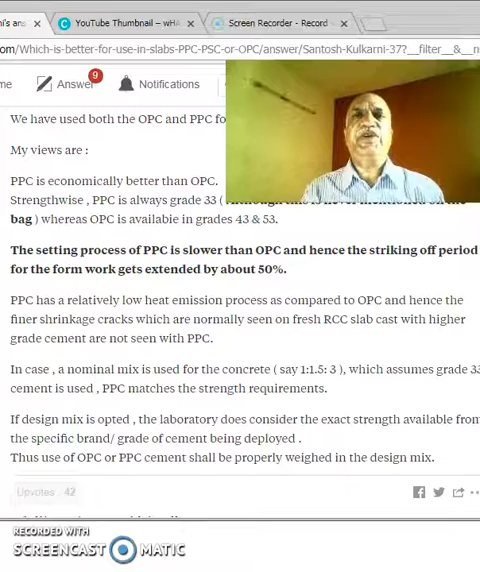 ni's ans
YouTube Thumbnail – wHA
Screen Recorder - Record
om/Which-is-better-for-use-in-slabs-PPC-PSC-or-OPC/answer/Santosh-Kulkarni-37?__filter__&__n
me
Answer
9
Notifications
We have used both the OPC and PPC fo
My views are :
PPC is economically better than OPC.
Strengthwise , PPC is always grade 33 (
bag ) whereas OPC is available in grades 43 & 53.
The setting process of PPC is slower than OPC and hence the striking off period
for the form work gets extended by about 50%.
PPC has a relatively low heat emission process as compared to OPC and hence the
finer shrinkage cracks which are normally seen on fresh RCC slab cast with higher
grade cement are not seen with PPC.
In case , a nominal mix is used for the concrete ( say 1:1.5: 3 ), which assumes grade 33
cement is used , PPC matches the strength requirements.
If design mix is opted , the laboratory does consider the exact strength available from
the specific brand/ grade of cement being deployed .
Thus use of OPC or PPC cement shall be properly weighed in the design mix.
Upvotes 42
RECORDED WITH
SCREENCAST MATIC